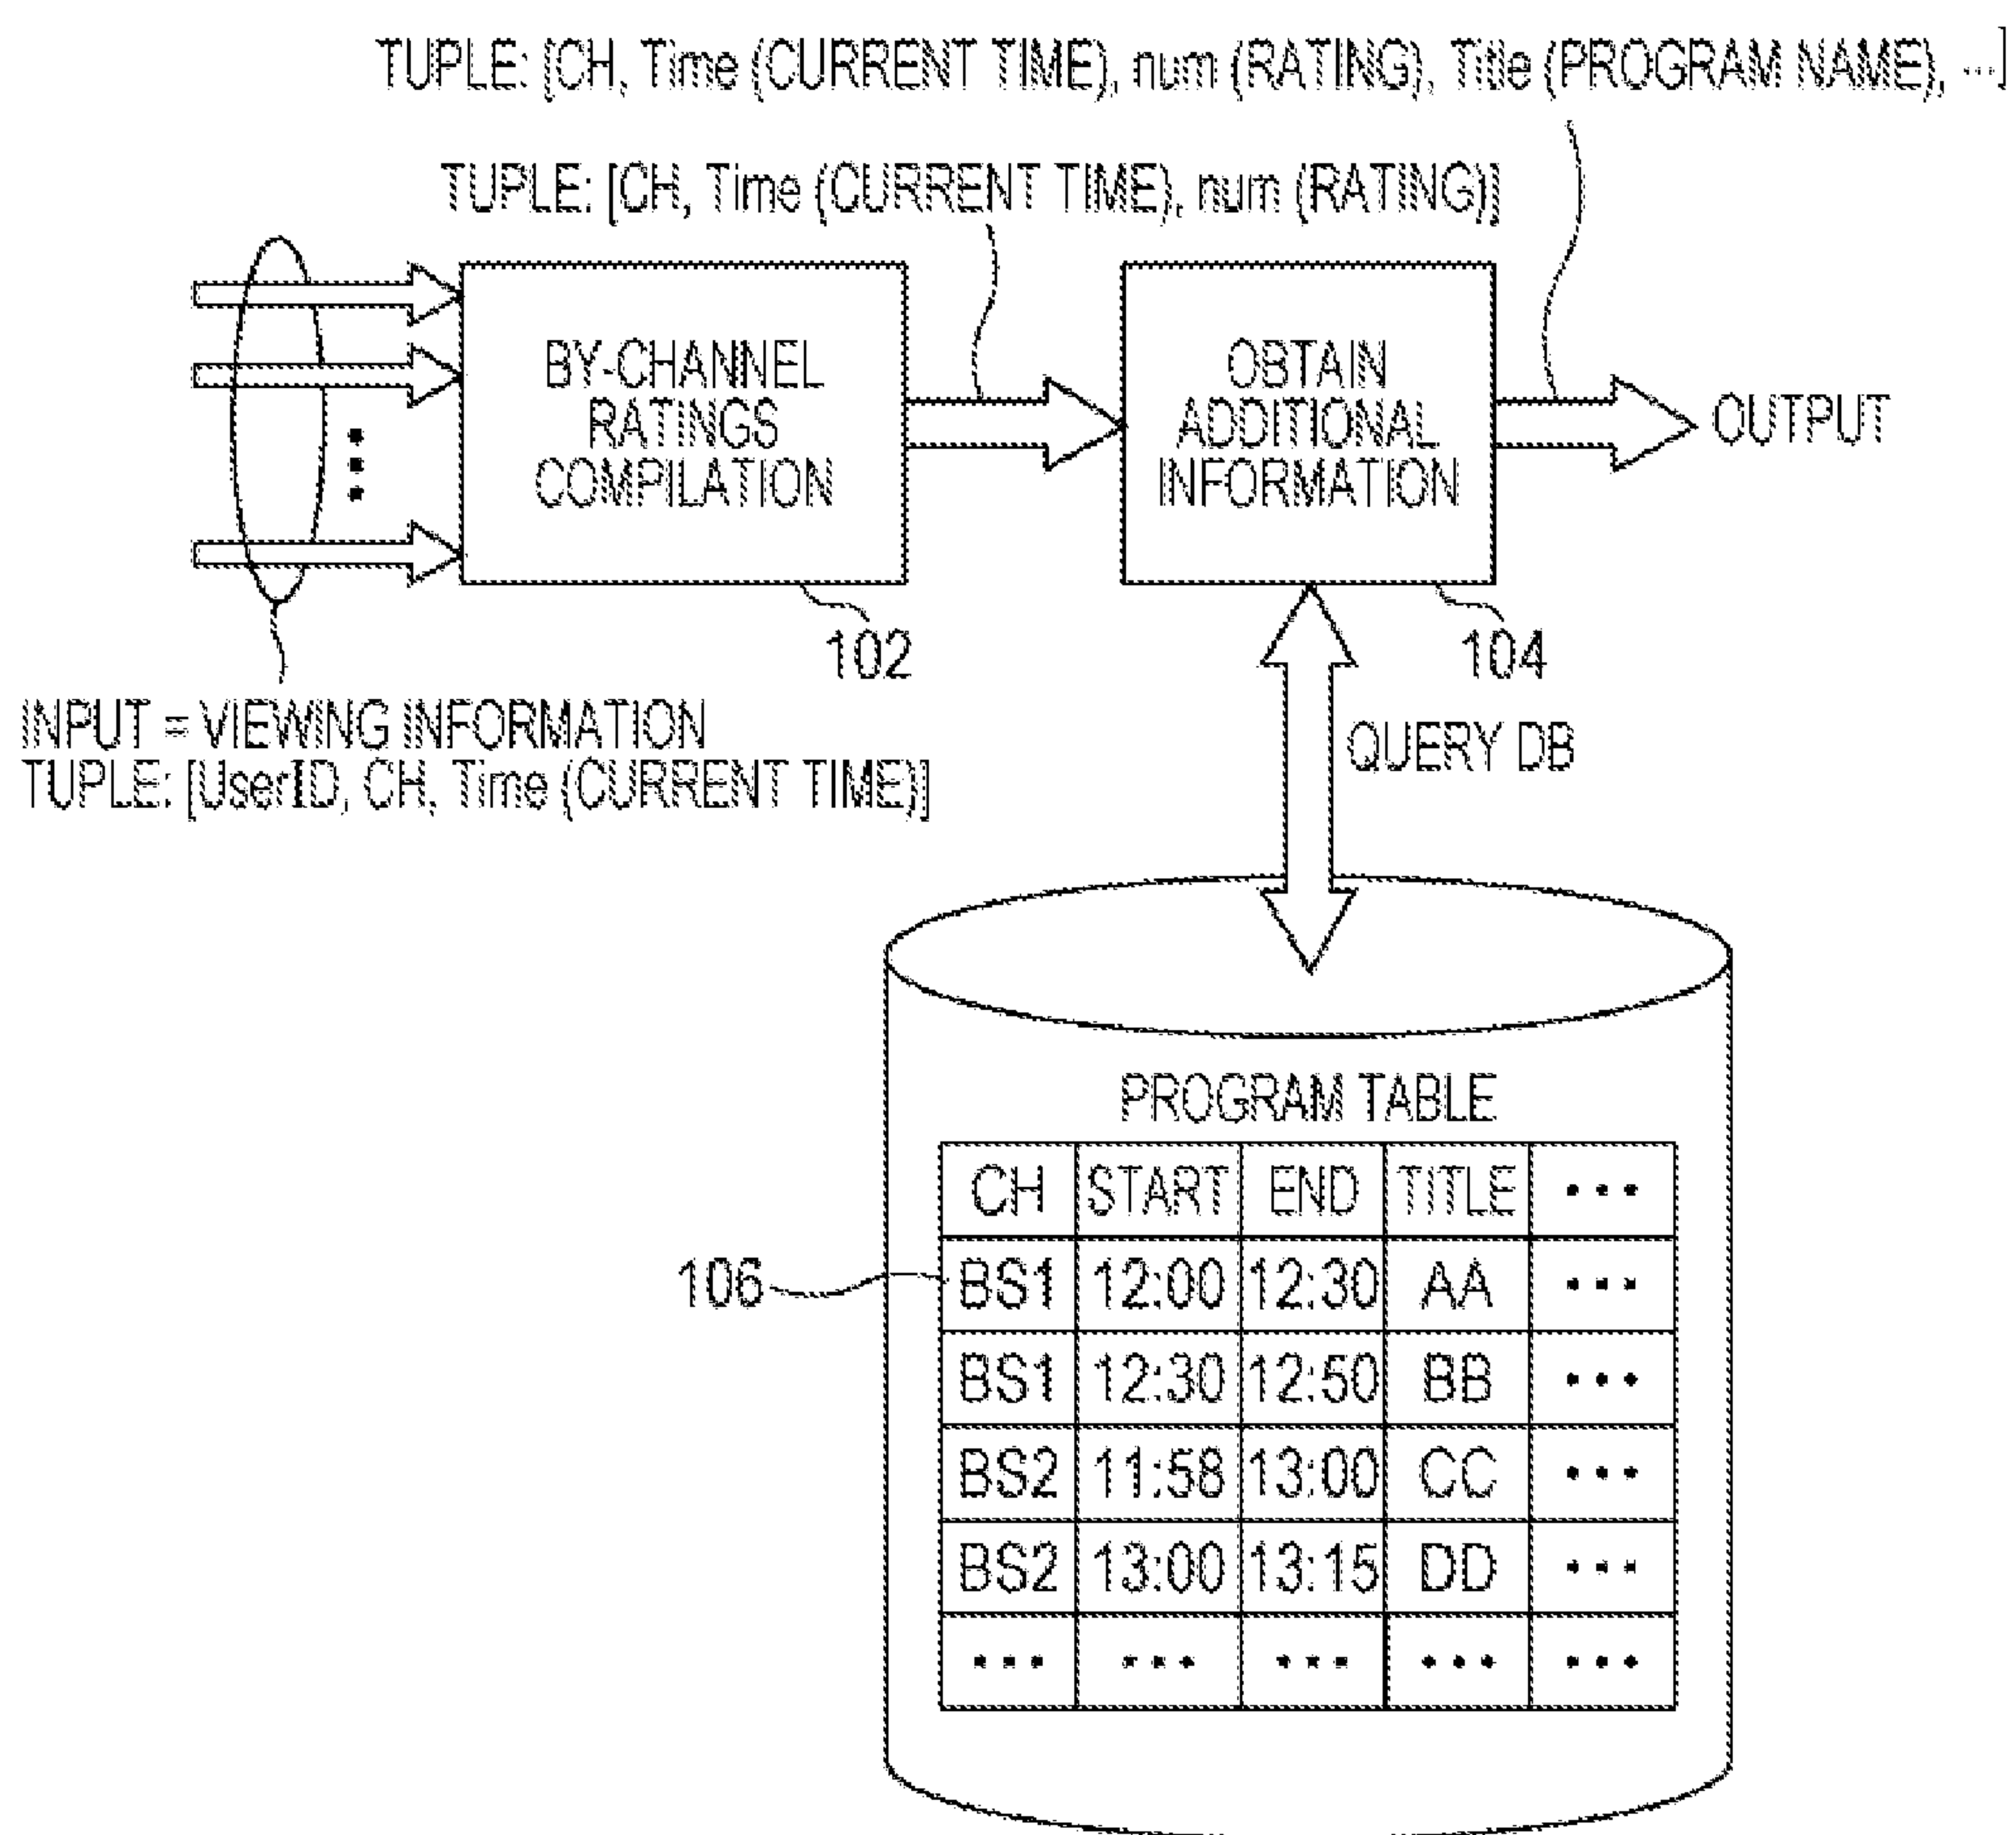 TUPLE: [CH, Time (CURRENT TIME), num (RATING), Title (PROGRAM NAME), ...]
TUPLE: [CH, Time (CURRENT TIME), num (RATING)]
BY-CHANNEL
RATINGS
COMPILATION
OBTAIN
ADDITIONAL
INFORMATION
OUTPUT
102
104
INPUT = VIEWING INFORMATION
TUPLE: [UserID, CH, Time (CURRENT TIME)]
QUERY DB
PROGRAM TABLE
CH START END TITLE ...
106
BS1 12:00 12:30 AA ...
BS1 12:30 12:50 BB ...
BS2 11:58 13:00 CC ...
BS2 13:00 13:15 DD ...
... ... ... ... ...